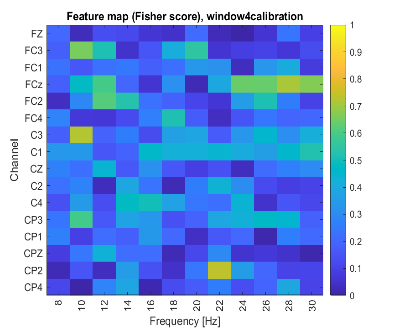 Feature map (Fisher score), window4calibration
FZ
FC3
FC1
FCz
FC2
FC4
C3
C1
CZ
C2
C4
CP3
CP1
CPZ
CP2
CP4
Channel
8 10 12 14 16 18 20 22 24 26 28 30
Frequency [Hz]
1
0.9
0.8
0.7
0.6
0.5
0.4
0.3
0.2
0.1
0